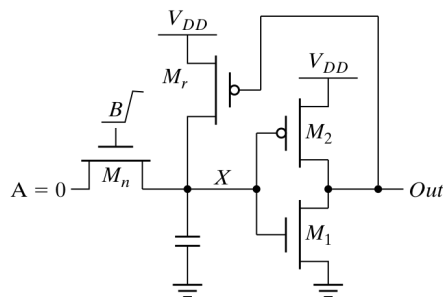 V_DD
M_r
V_DD
B
M_2
A = 0
M_n
X
Out
M_1